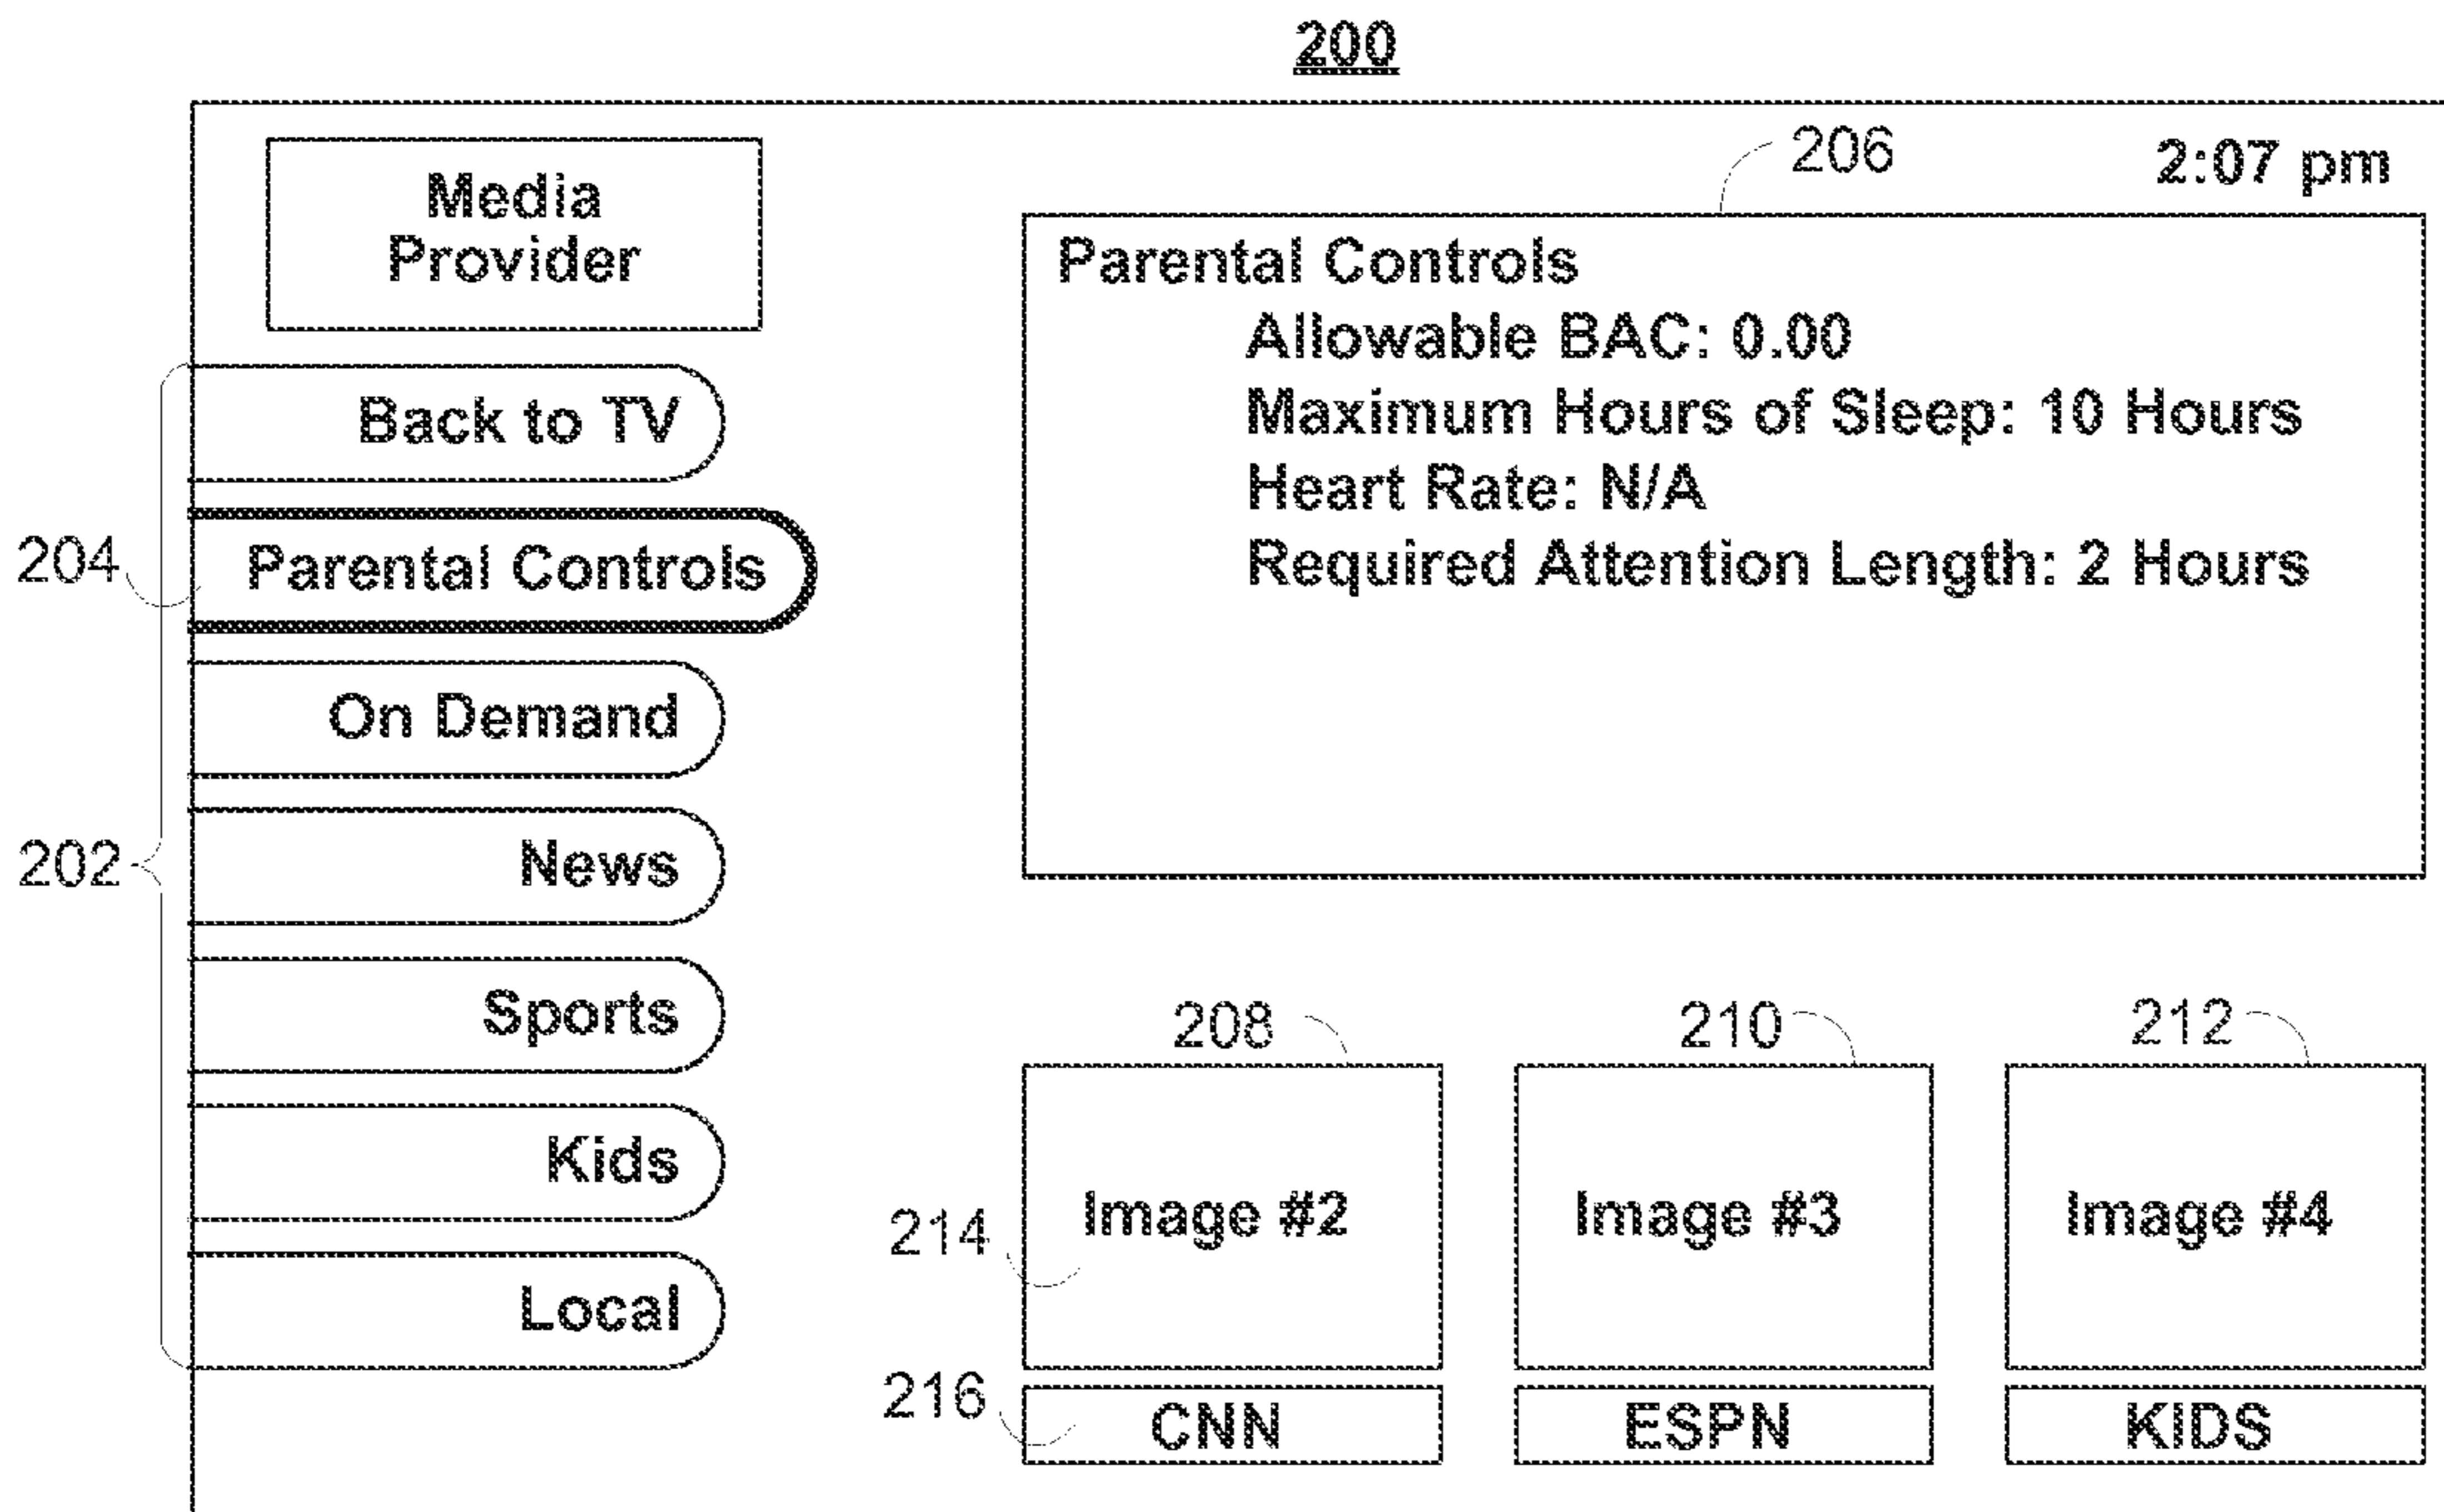 200
206
2:07 pm
Media
Provider
Parental Controls
Allowable BAC: 0.00
Maximum Hours of Sleep: 10 Hours
Heart Rate: N/A
Required Attention Length: 2 Hours
Back to TV
204
Parental Controls
On Demand
202
News
Sports
Kids
Local
208
210
212
214
Image #2
Image #3
Image #4
216
CNN
ESPN
KIDS